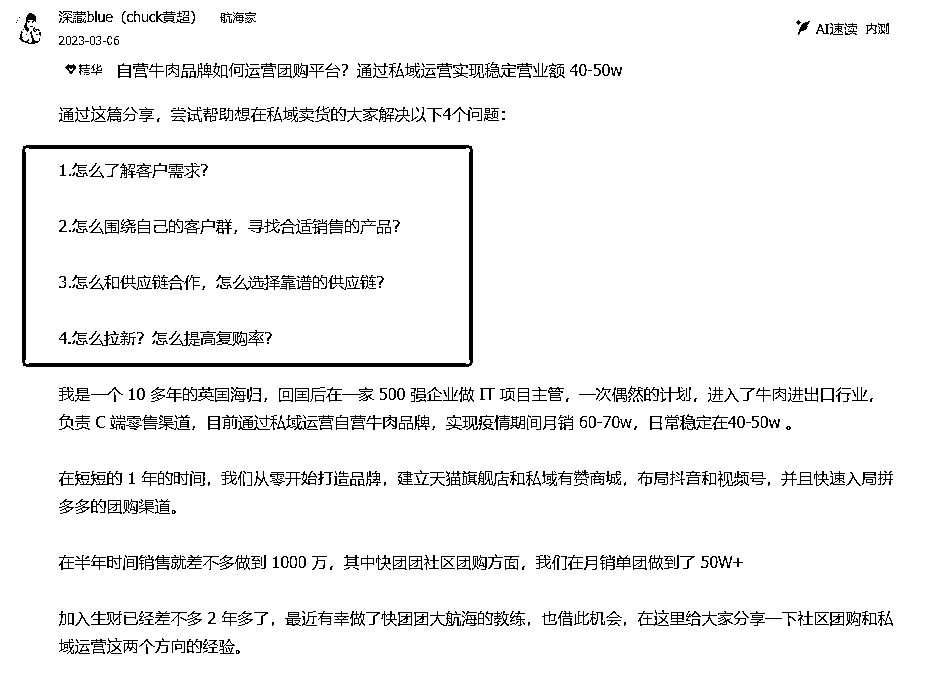 深藏blue（chuck黄超） 航海家
2023-03-06
AI速读 内测
精华 自营牛肉品牌如何运营团购平台？通过私域运营实现稳定营业额 40-50w
通过这篇分享，尝试帮助想在私域卖货的大家解决以下4个问题：
1.怎么了解客户需求？
2.怎么围绕自己的客户群，寻找合适销售的产品？
3.怎么和供应链合作，怎么选择靠谱的供应链？
4.怎么拉新？怎么提高复购率？
我是一个 10 多年的英国海归，回国后在一家 500 强企业做 IT 项目主管，一次偶然的计划，进入了牛肉进出口行业，
负责 C 端零售渠道，目前通过私域运营自营牛肉品牌，实现疫情期间月销 60-70w，日常稳定在40-50w 。
在短短的 1 年的时间，我们从零开始打造品牌，建立天猫旗舰店和私域有赞商城，布局抖音和视频号，并且快速入局拼
多多的团购渠道。
在半年时间销售就差不多做到 1000 万，其中快团团社区团购方面，我们在月销单团做到了 50W+
加入生财已经差不多 2 年多了，最近有幸做了快团团大航海的教练，也借此机会，在这里给大家分享一下社区团购和私
域运营这两个方向的经验。